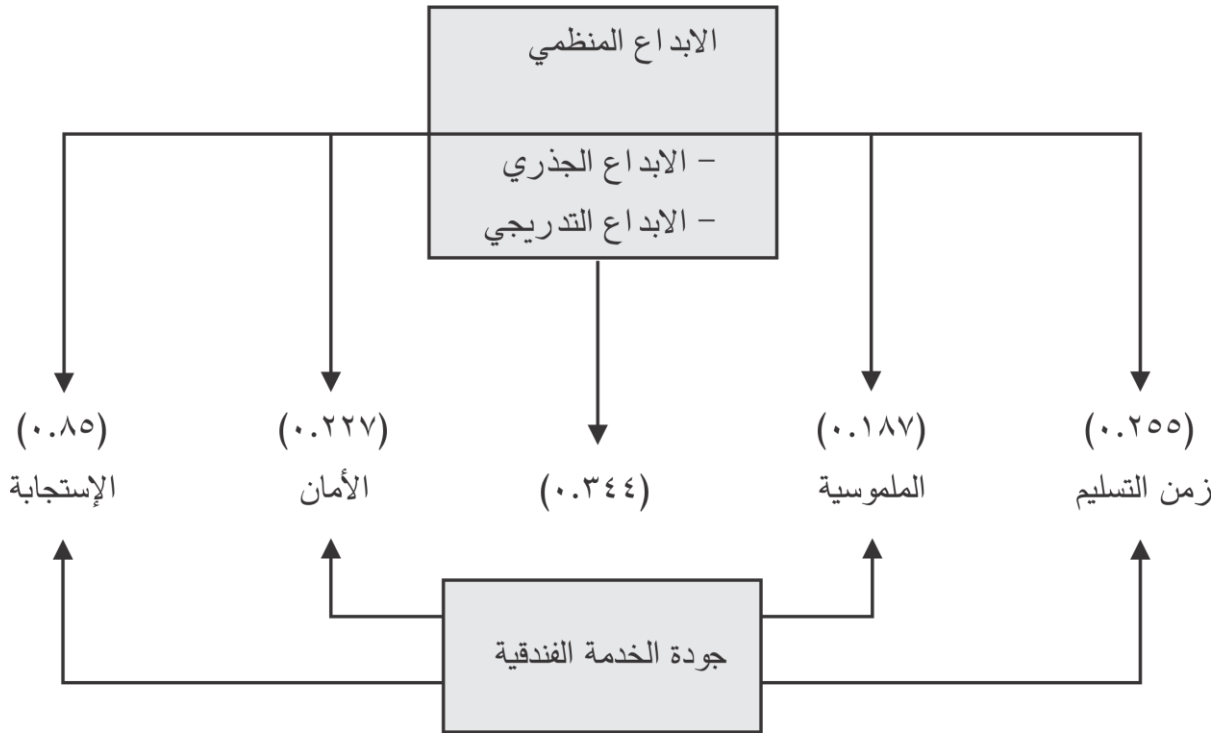 الابداع المنظمي
– الابداع الجذري
– الابداع التدريجي
(٠.٢٥٥)
زمن التسليم
(٠.١٨٧)
الملموسية
(٠.٣٤٤)
(٠.٢٢٧)
الأمان
(٠.٨٥)
الإستجابة
جودة الخدمة الفندقية